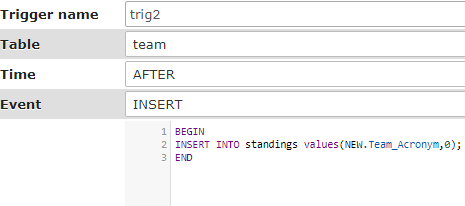 Trigger name trig2
Table team
Time AFTER
Event INSERT
1 BEGIN
2 INSERT INTO standings values(NEW.Team_Acronym,0);
3 END